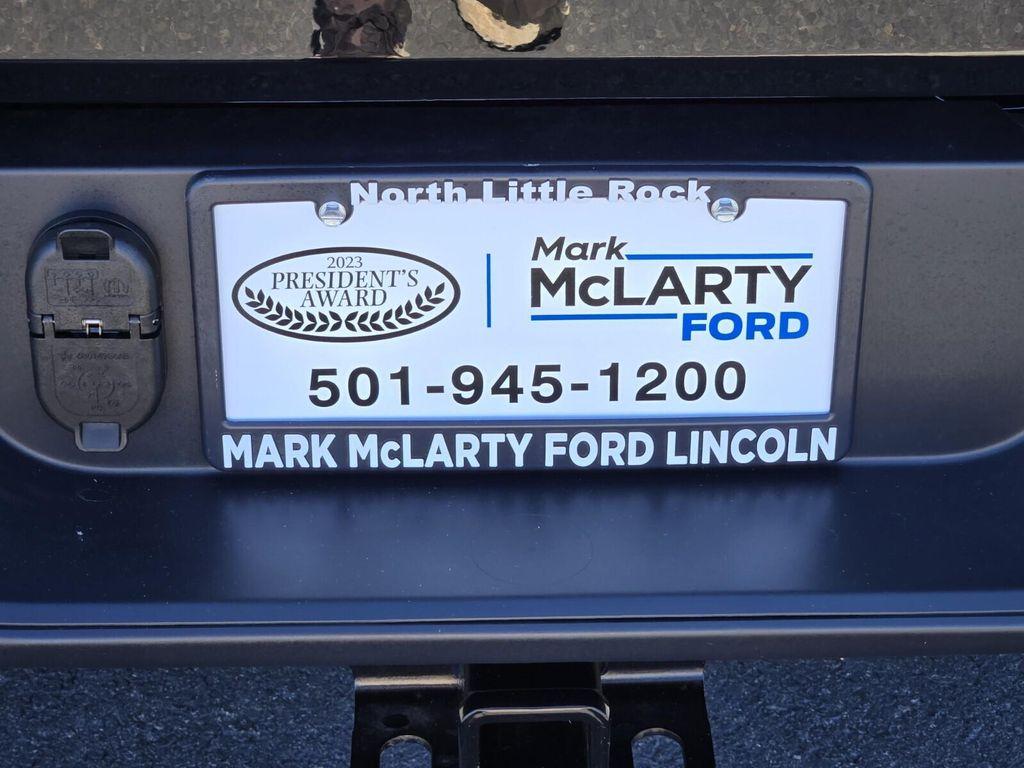 North Little Rock
2023
PRESIDENT'S
AWARD
Mark
McLARTY
FORD
501-945-1200
MARK McLARTY FORD LINCOLN